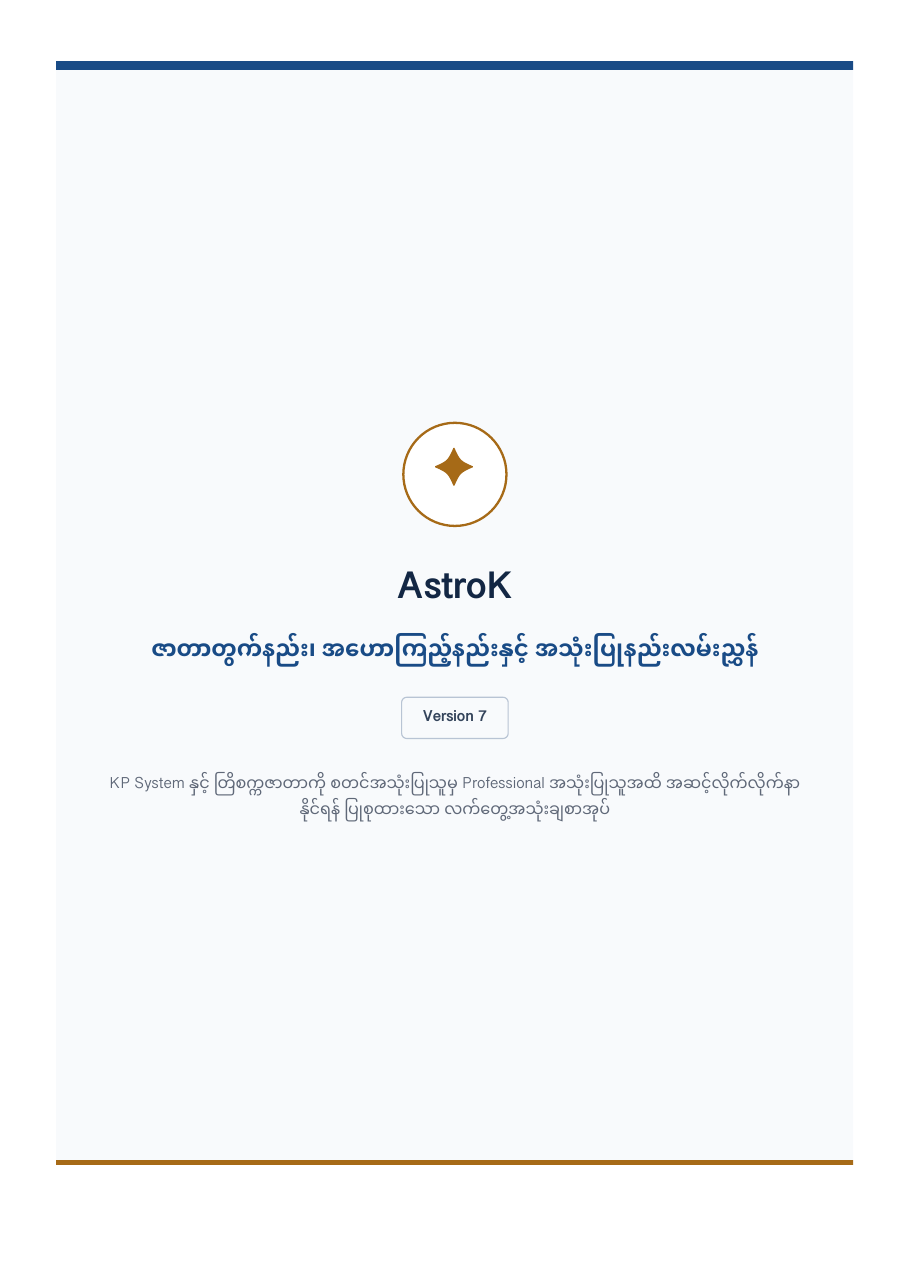 AstroK
ဇာတာတွက်နည်း၊ အဟောကြည့်နည်းနှင့် အသုံးပြုနည်းလမ်းညွှန်
Version 7
KP System နှင့် တြိစက္ကဇာတာကို စတင်အသုံးပြုသူမှ Professional အသုံးပြုသူအထိ အဆင့်လိုက်လိုက်နာ
နိုင်ရန် ပြုစုထားသော လက်တွေ့အသုံးချစာအုပ်